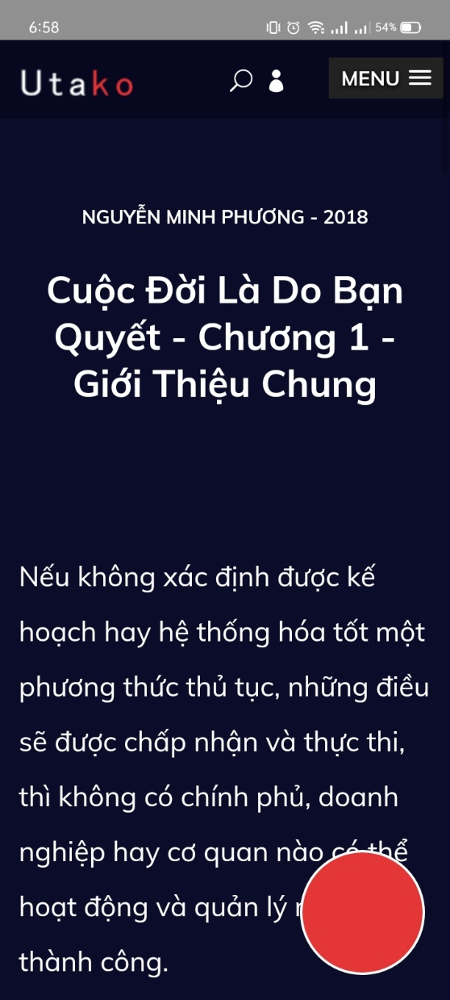 6:58
54%
Utako
MENU
NGUYỄN MINH PHƯƠNG - 2018
Cuộc Đời Là Do Bạn
Quyết - Chương 1 -
Giới Thiệu Chung
Nếu không xác định được kế
hoạch hay hệ thống hóa tốt một
phương thức thủ tục, những điều
sẽ được chấp nhận và thực thi,
thì không có chính phủ, doanh
nghiệp hay cơ quan nào có thể
hoạt động và quản lý
thành công.